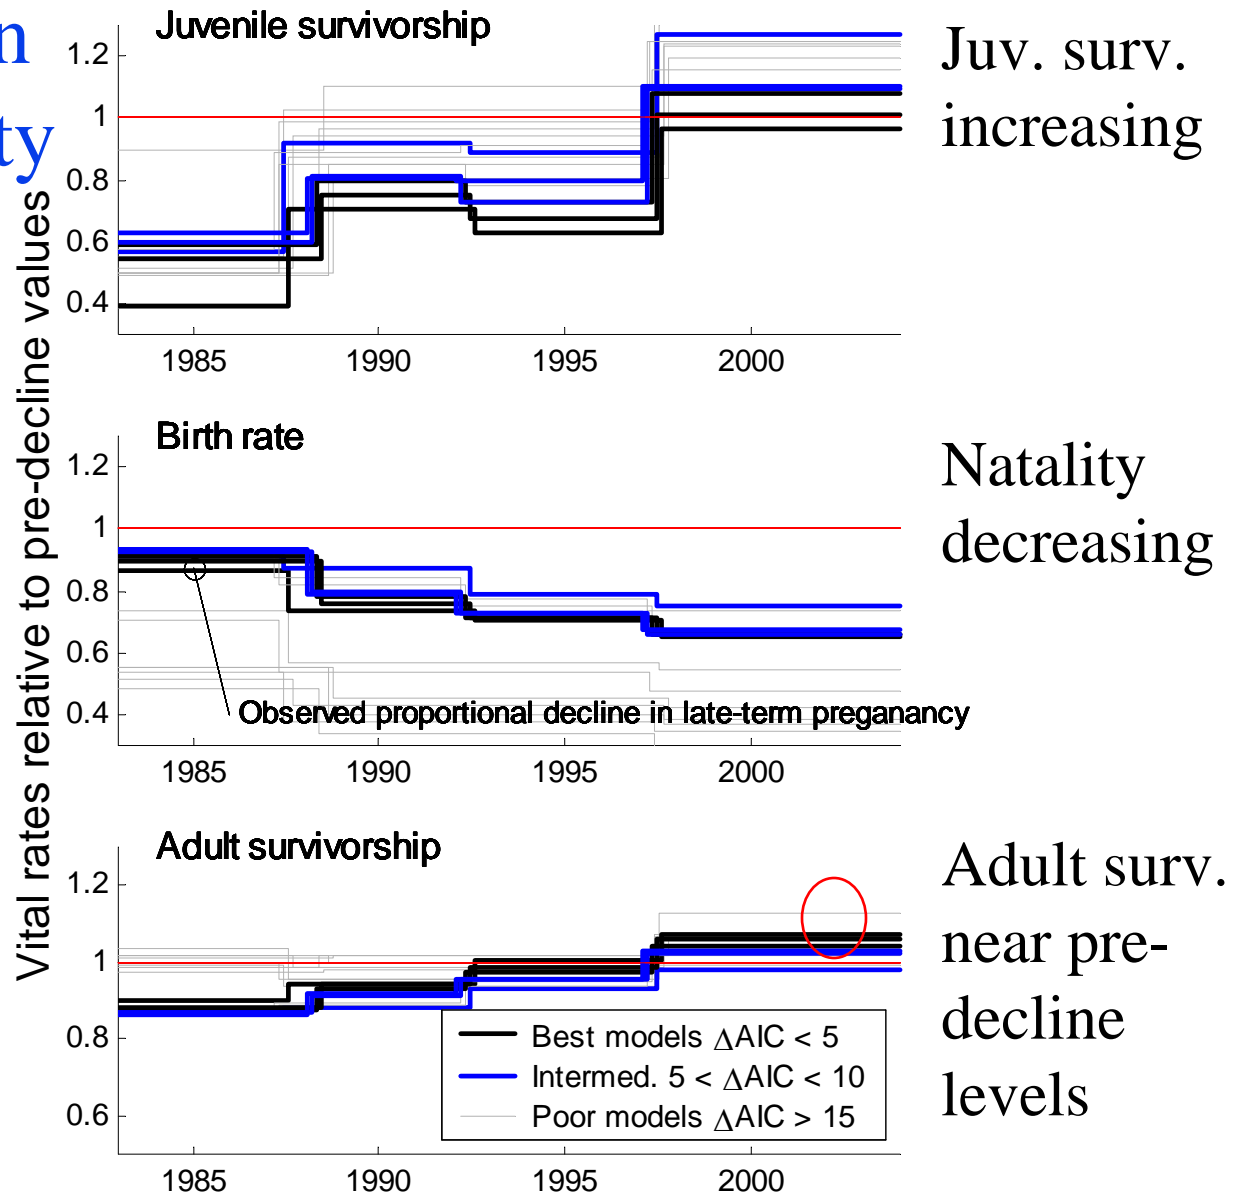 n
ty
Vital rates relative to pre-decline values
Juvenile survivorship
1.2
1
0.8
0.6
0.4
1985 1990 1995 2000
Juv. surv.
increasing
Birth rate
1.2
1
0.8
0.6
0.4
Observed proportional decline in late-term preganancy
1985 1990 1995 2000
Natality
decreasing
Adult survivorship
1.2
1
0.8
0.6
Best models ΔAIC < 5
Intermed. 5 < ΔAIC < 10
Poor models ΔAIC > 15
1985 1990 1995 2000
Adult surv.
near pre-
decline
levels